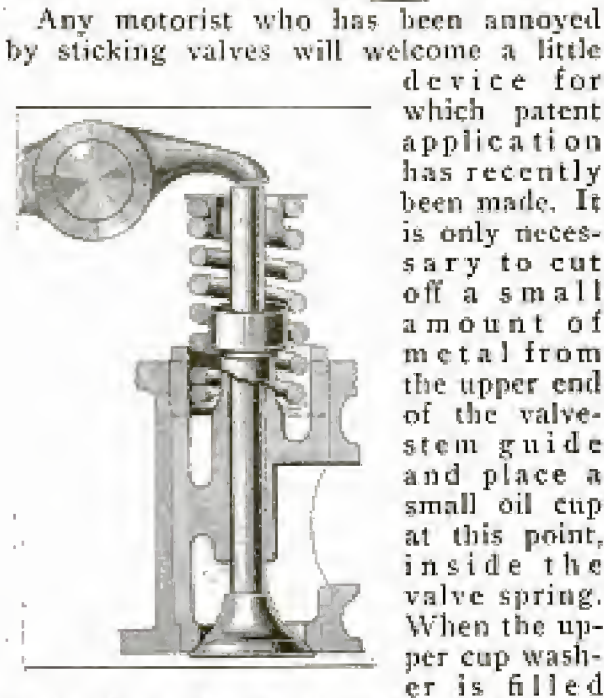 Any motorist who has been annoyed
by sticking valves will welcome a little
device for
which patent
application
has recently
been made. It
is only neces-
sary to cut
off a small
amount of
metal from
the upper end
of the valve-
stem guide
and place a
small oil cup
at this point,
inside the
valve spring.
When the up-
per cup wash-
er is filled